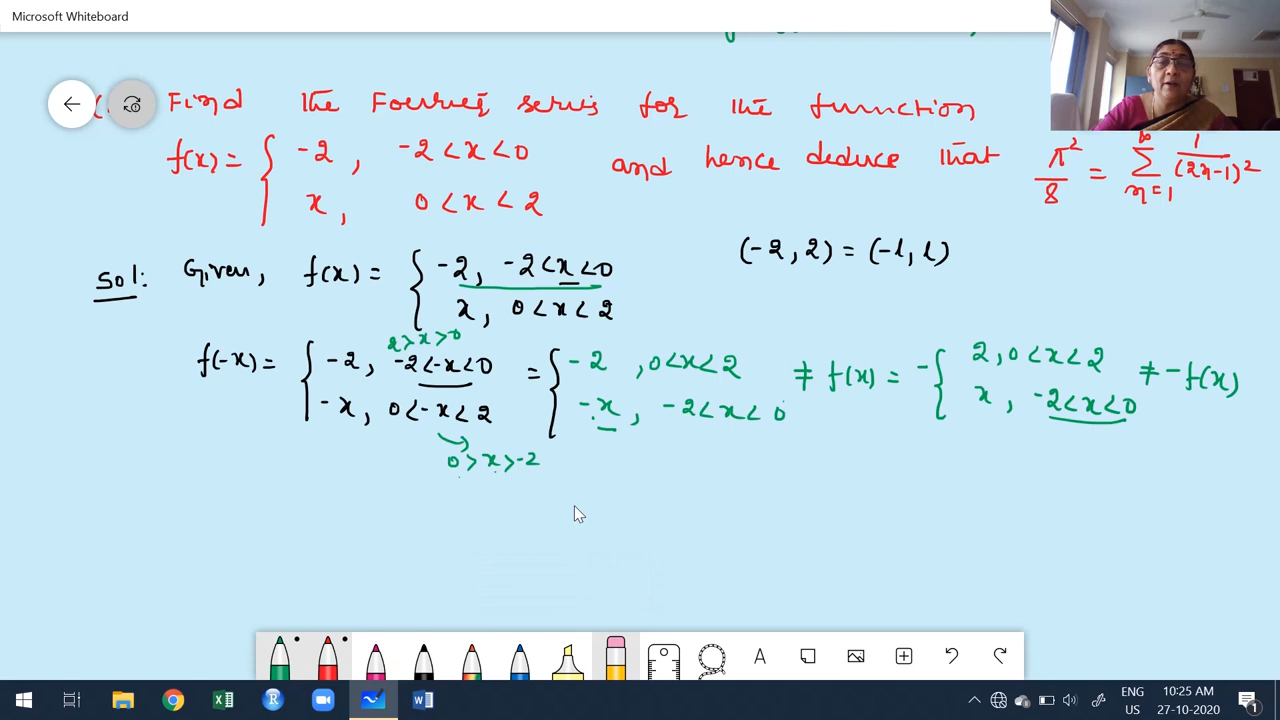 Microsoft Whiteboard
Find the Fourier series for the function
f(x) = { -2, -2<x<0
x, 0<x<2
and hence deduce that π²/8 = ∑ n=1 ∞ 1/(2n-1)²
Sol: Given, f(x) = { -2, -2<x<0
x, 0<x<2
(-2, 2) = (-l, l)
2>x>0
f(-x) = { -2, -2<-x<0 = { -2, 0<x<2 ≠ f(x) = - { 2, 0<x<2 ≠ -f(x)
-x, 0<-x<2 -x, -2<x<0 x, -2<x<0
0>x>-2
A
ENG
US
10:25 AM
27-10-2020
1